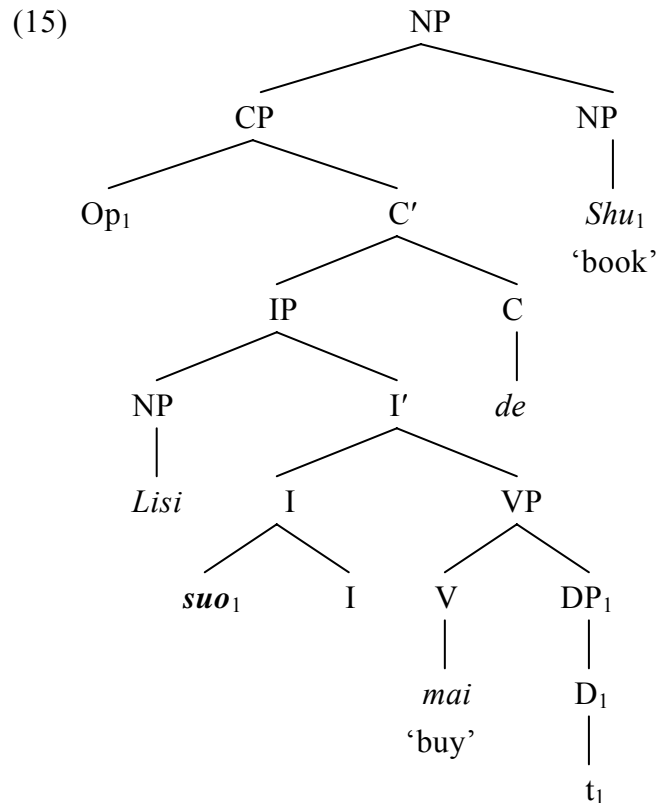 (15) NP
CP NP
Op₁ C′ Shu₁
‘book’
IP C
NP I′ de
Lisi I VP
suo₁ I V DP₁
mai D₁
‘buy’
t₁